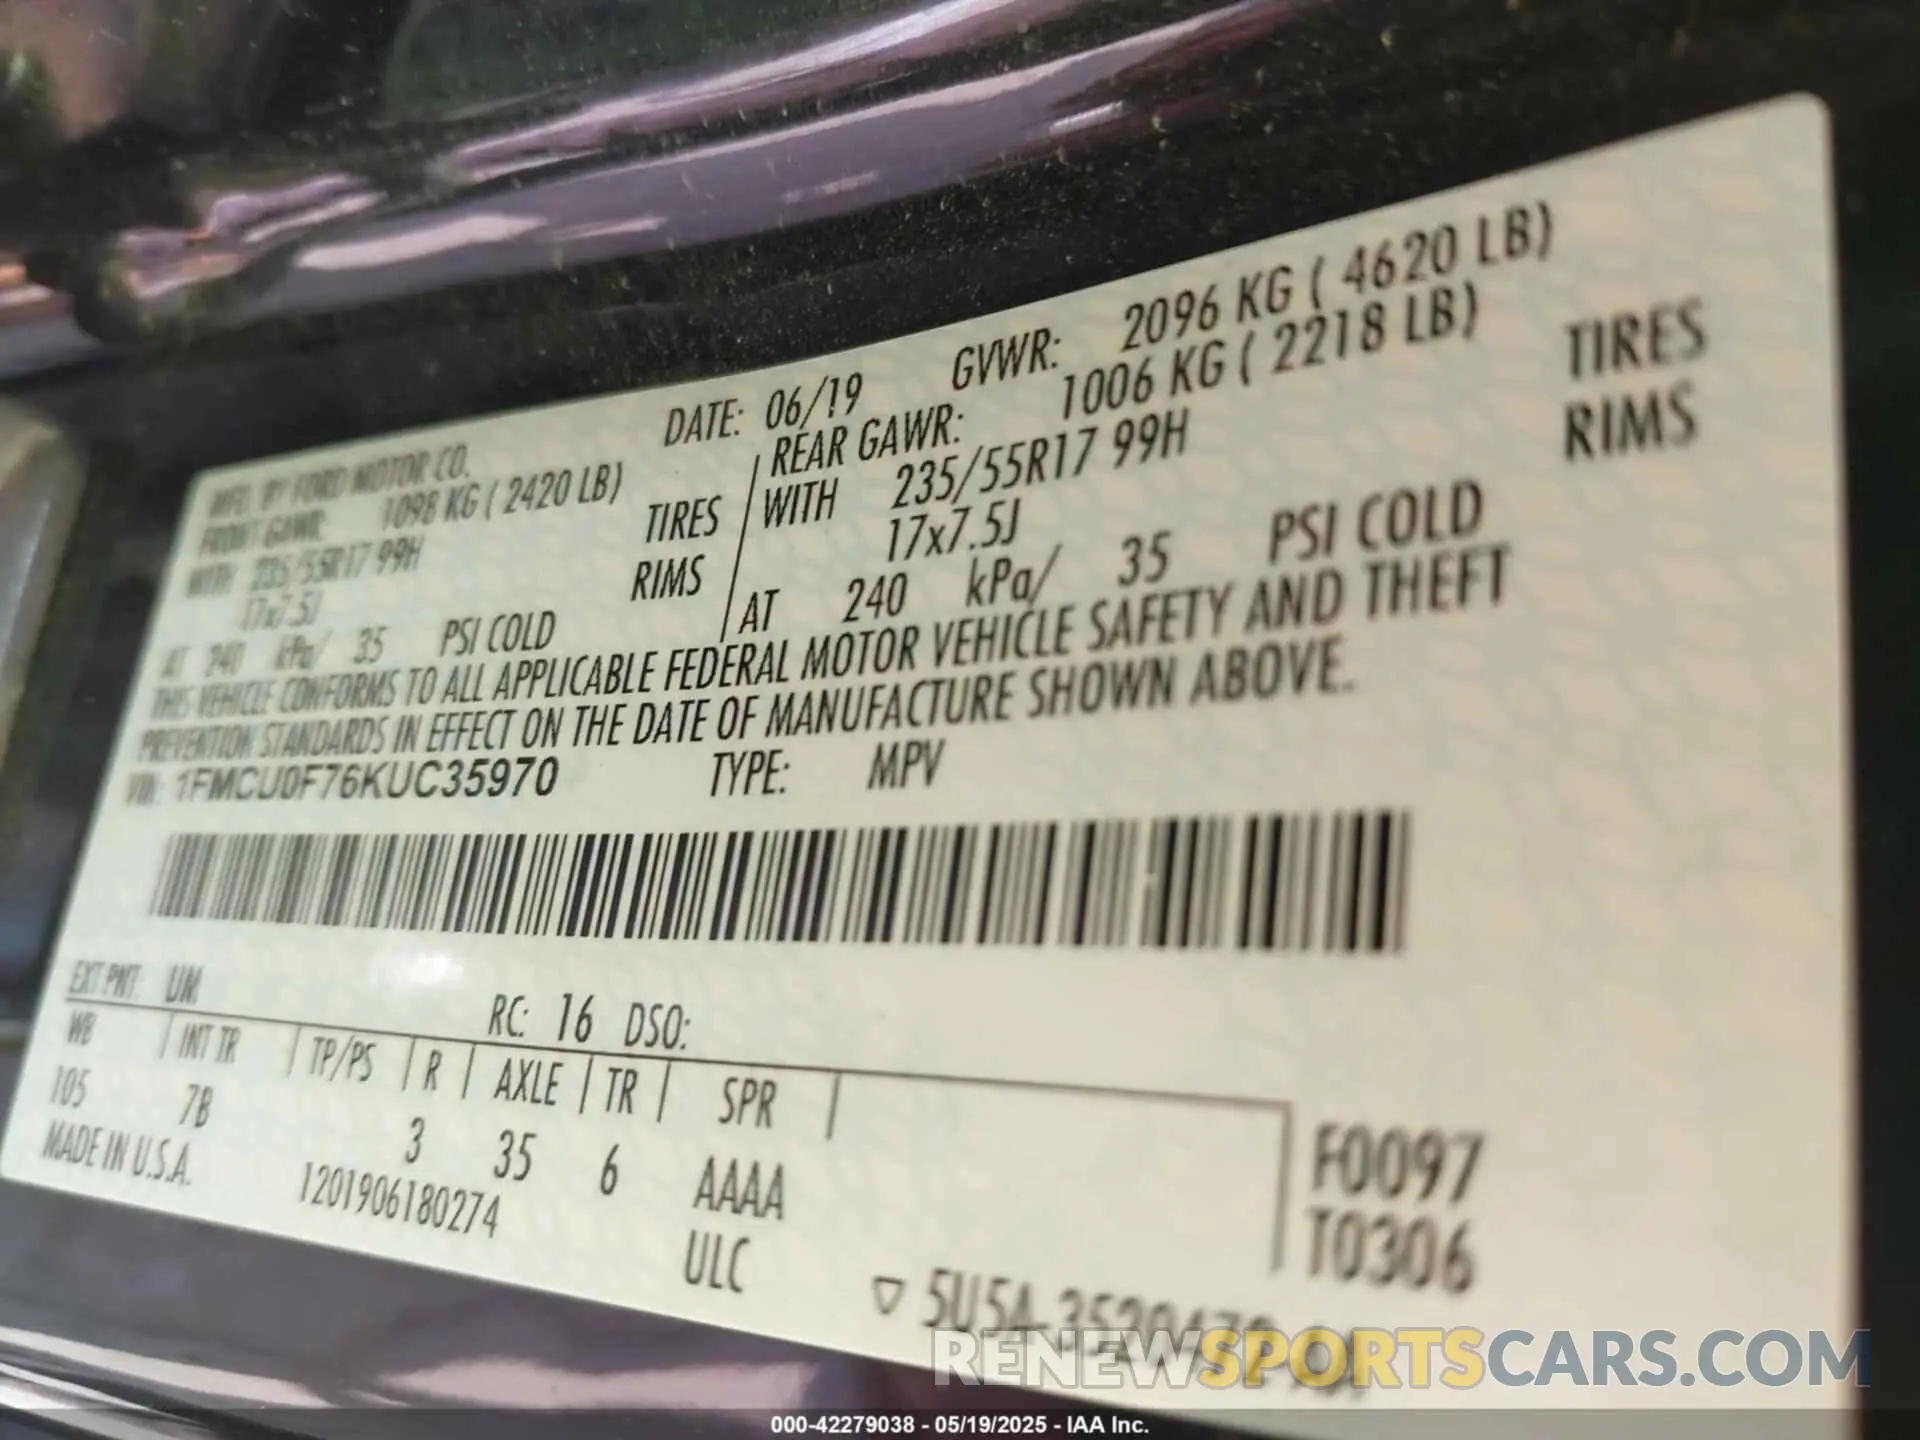 MFD. BY FORD MOTOR CO. DATE: 06/19 GVWR: 2096 KG ( 4620 LB)
FRONT GAWR: 1098 KG ( 2420 LB) REAR GAWR: 1006 KG ( 2218 LB)
WITH 235/55R17 99H TIRES WITH 235/55R17 99H TIRES
17x7.5J RIMS 17x7.5J RIMS
AT 240 kPa/ 35 PSI COLD AT 240 kPa/ 35 PSI COLD
THIS VEHICLE CONFORMS TO ALL APPLICABLE FEDERAL MOTOR VEHICLE SAFETY AND THEFT
PREVENTION STANDARDS IN EFFECT ON THE DATE OF MANUFACTURE SHOWN ABOVE.
VIN: 1FMCU0F76KUC35970 TYPE: MPV
EXT PNT: UM RC: 16 DSO:
WB INT TR TP/PS R AXLE TR SPR
105 7B 3 35 6 AAAA F0097
MADE IN U.S.A. 1201906180274 ULC T0306
▽ 5U5A-
RENEWSPORTSCARS.COM
000-42279038 - 05/19/2025 - IAA Inc.